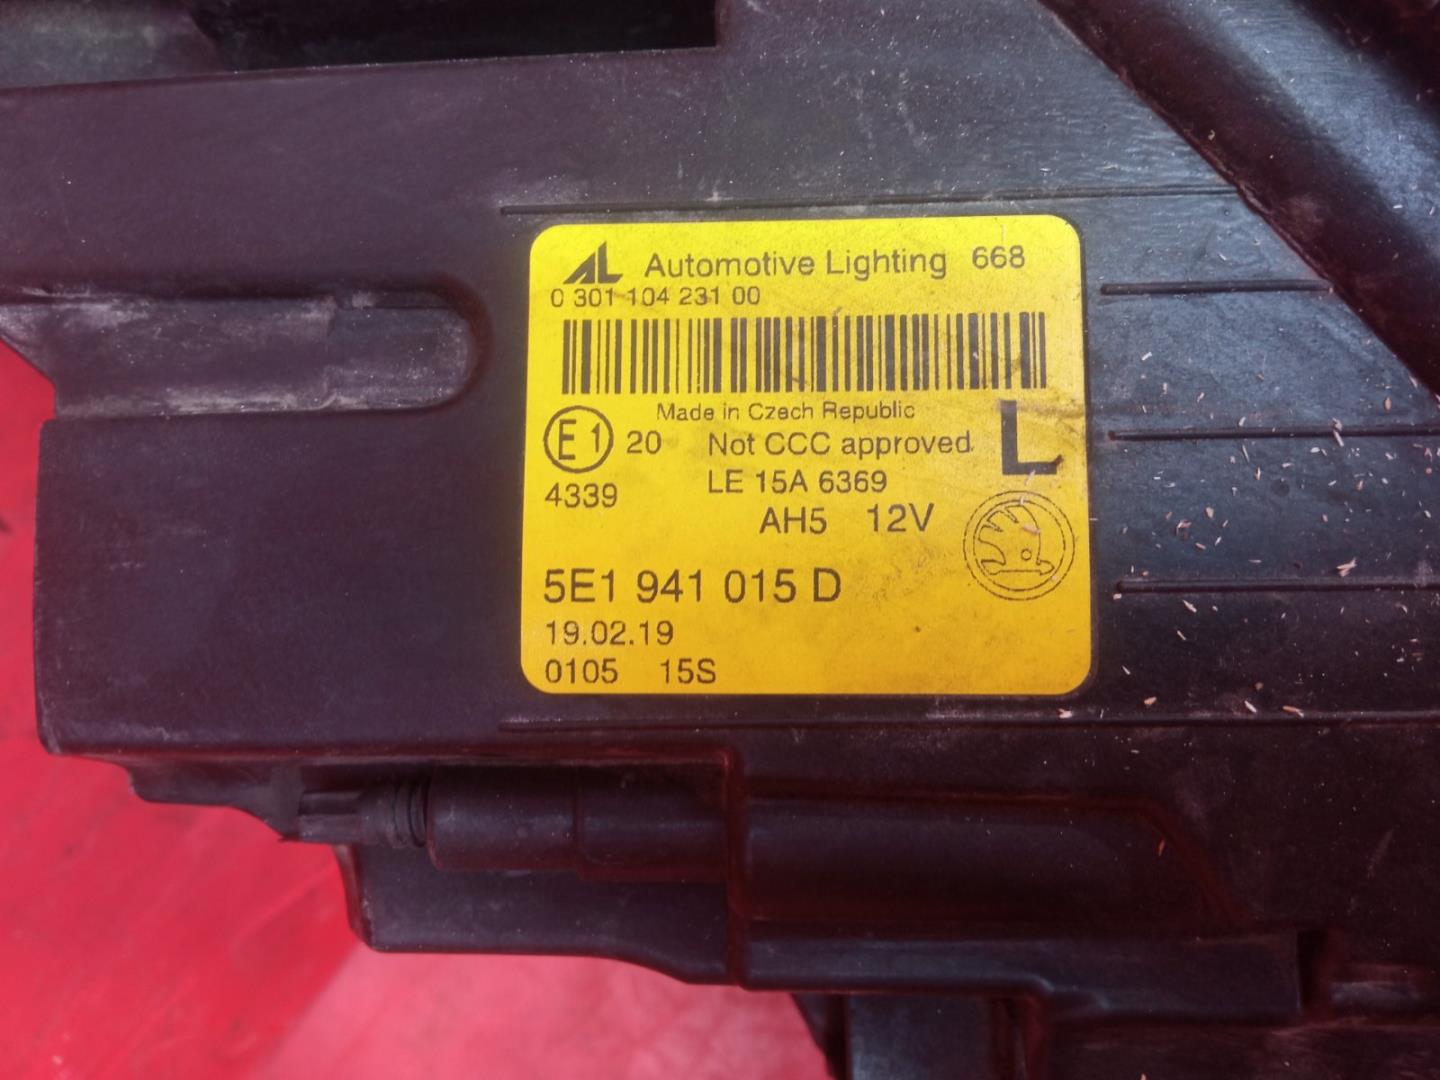 AL Automotive Lighting 668
0 301 104 231 00
Made in Czech Republic
E1 20 Not CCC approved L
4339 LE 15A 6369
AH5 12V
5E1 941 015 D
19.02.19
0105 15S